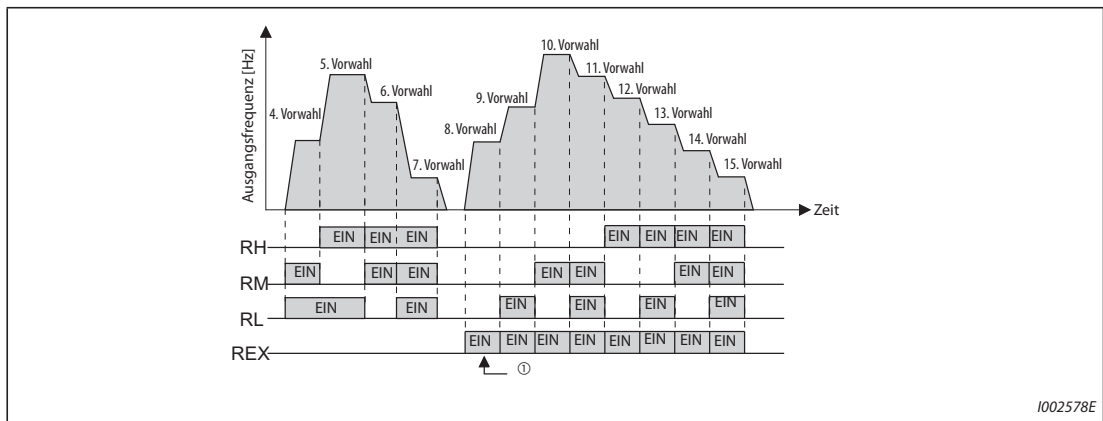 Ausgangsfrequenz [Hz]
4. Vorwahl
5. Vorwahl
6. Vorwahl
7. Vorwahl
8. Vorwahl
9. Vorwahl
10. Vorwahl
11. Vorwahl
12. Vorwahl
13. Vorwahl
14. Vorwahl
15. Vorwahl
Zeit
RH EIN EIN EIN EIN EIN EIN EIN
RM EIN EIN EIN EIN EIN EIN EIN
RL EIN EIN EIN EIN EIN EIN
REX EIN EIN EIN EIN EIN EIN EIN EIN
①
I002578E